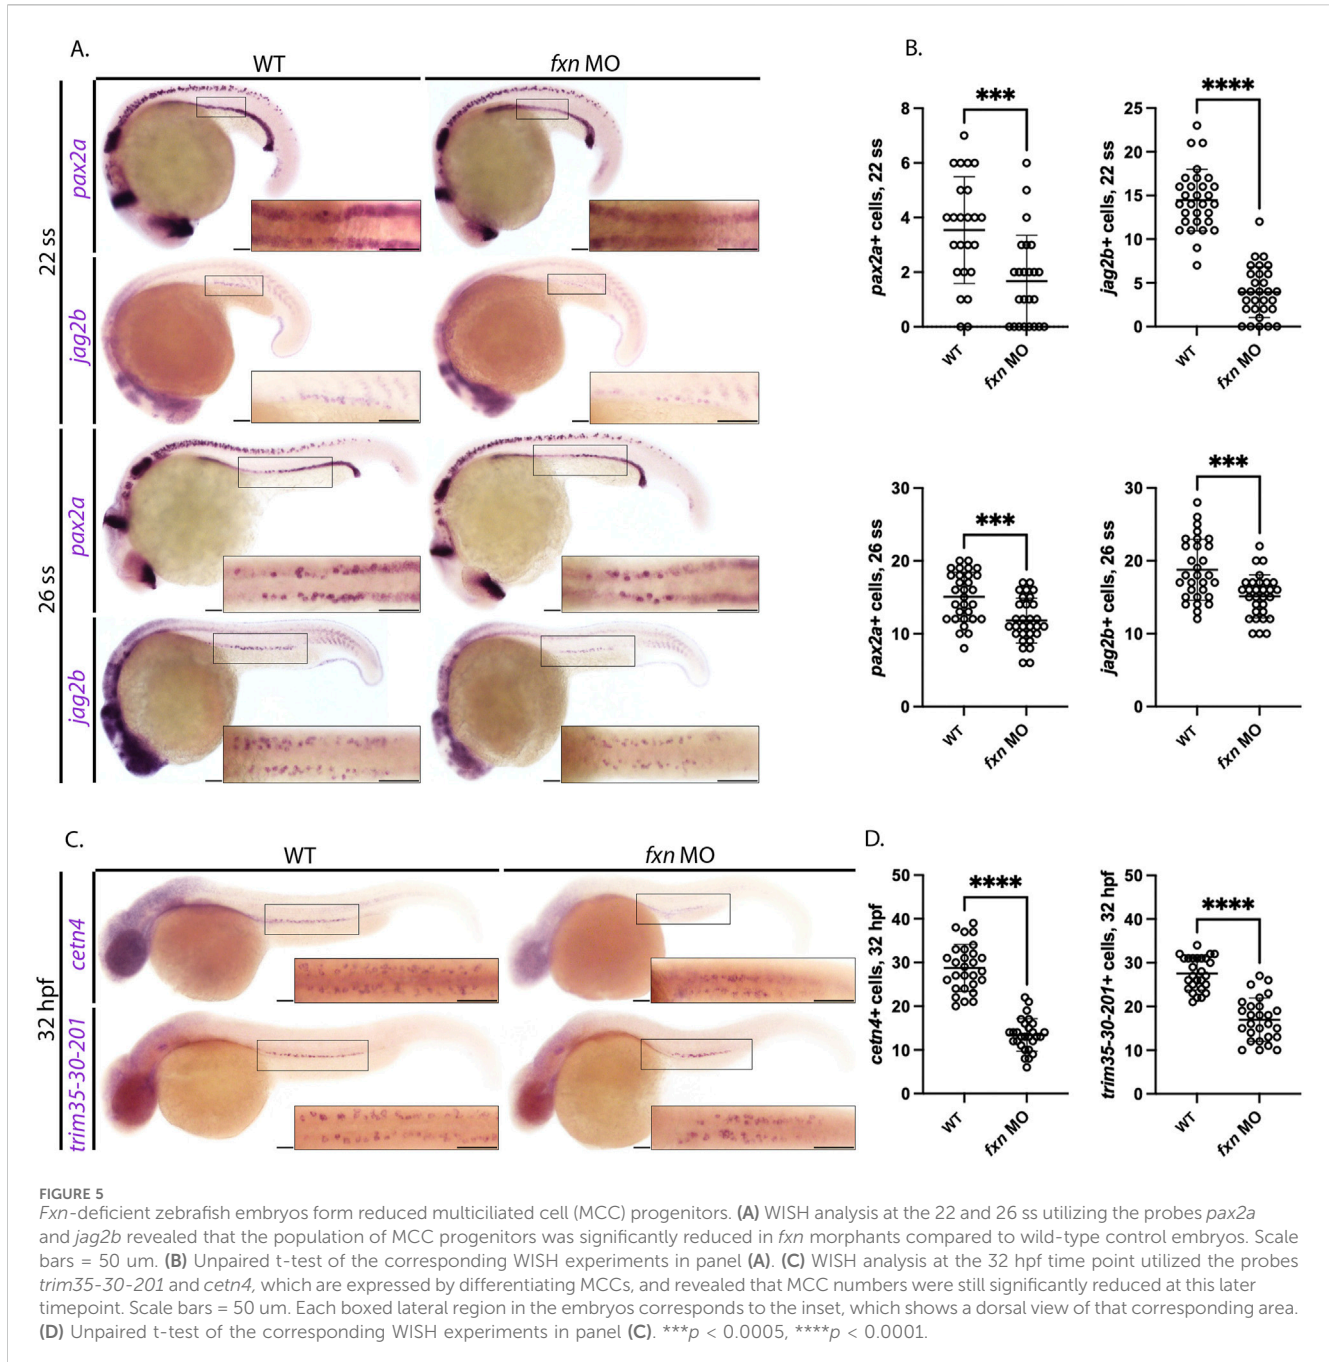 A.
WT
fxn MO
22 ss
pax2a
jag2b
26 ss
pax2a
jag2b
B.
***
pax2a+ cells, 22 ss
8
6
4
2
0
WT
fxn MO
****
jag2b+ cells, 22 ss
25
20
15
10
5
0
WT
fxn MO
***
pax2a+ cells, 26 ss
30
20
10
0
WT
fxn MO
***
jag2b+ cells, 26 ss
30
20
10
0
WT
fxn MO
C.
WT
fxn MO
32 hpf
cetn4
trim35-30-201
D.
****
cetn4+ cells, 32 hpf
50
40
30
20
10
0
WT
fxn MO
****
trim35-30-201+ cells, 32 hpf
50
40
30
20
10
0
WT
fxn MO
FIGURE 5
Fxn-deficient zebrafish embryos form reduced multiciliated cell (MCC) progenitors. (A) WISH analysis at the 22 and 26 ss utilizing the probes pax2a
and jag2b revealed that the population of MCC progenitors was significantly reduced in fxn morphants compared to wild-type control embryos. Scale
bars = 50 um. (B) Unpaired t-test of the corresponding WISH experiments in panel (A). (C) WISH analysis at the 32 hpf time point utilized the probes
trim35-30-201 and cetn4, which are expressed by differentiating MCCs, and revealed that MCC numbers were still significantly reduced at this later
timepoint. Scale bars = 50 um. Each boxed lateral region in the embryos corresponds to the inset, which shows a dorsal view of that corresponding area.
(D) Unpaired t-test of the corresponding WISH experiments in panel (C). ***p < 0.0005, ****p < 0.0001.